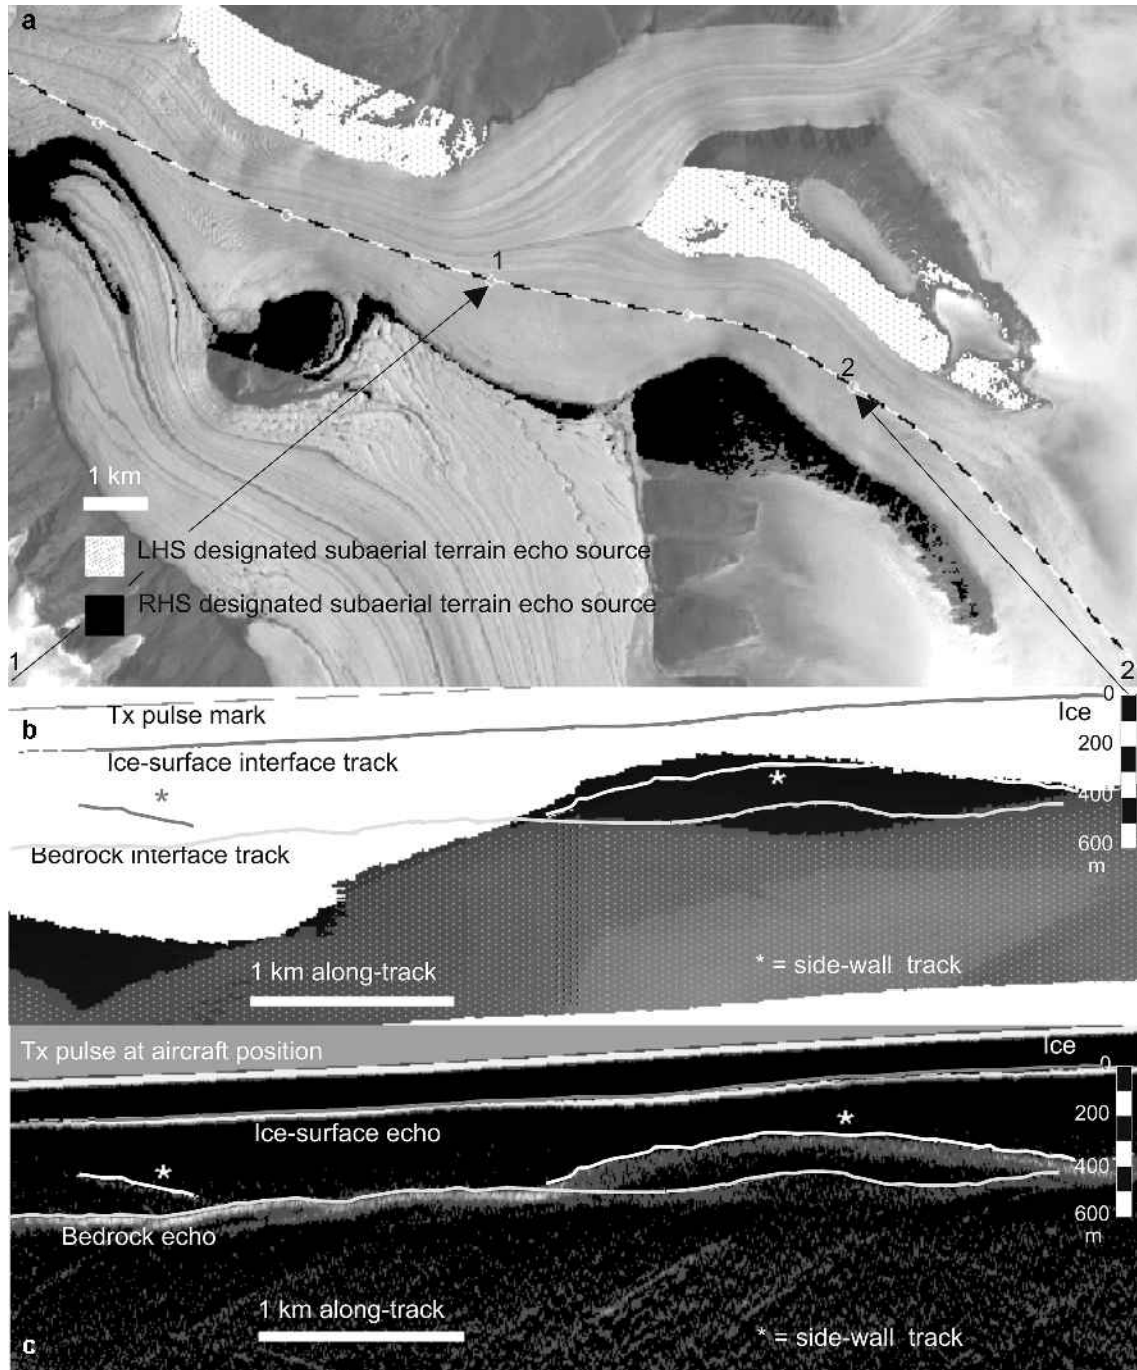 a
1
2
1 km
LHS designated subaerial terrain echo source
RHS designated subaerial terrain echo source
1
2
b
Tx pulse mark
Ice-surface interface track
*
Bedrock interface track
1 km along-track
*
* = side-wall track
Ice
0
200
400
600
m
Tx pulse at aircraft position
Ice-surface echo
*
*
Bedrock echo
1 km along-track
* = side-wall track
Ice
0
200
400
600
m
c